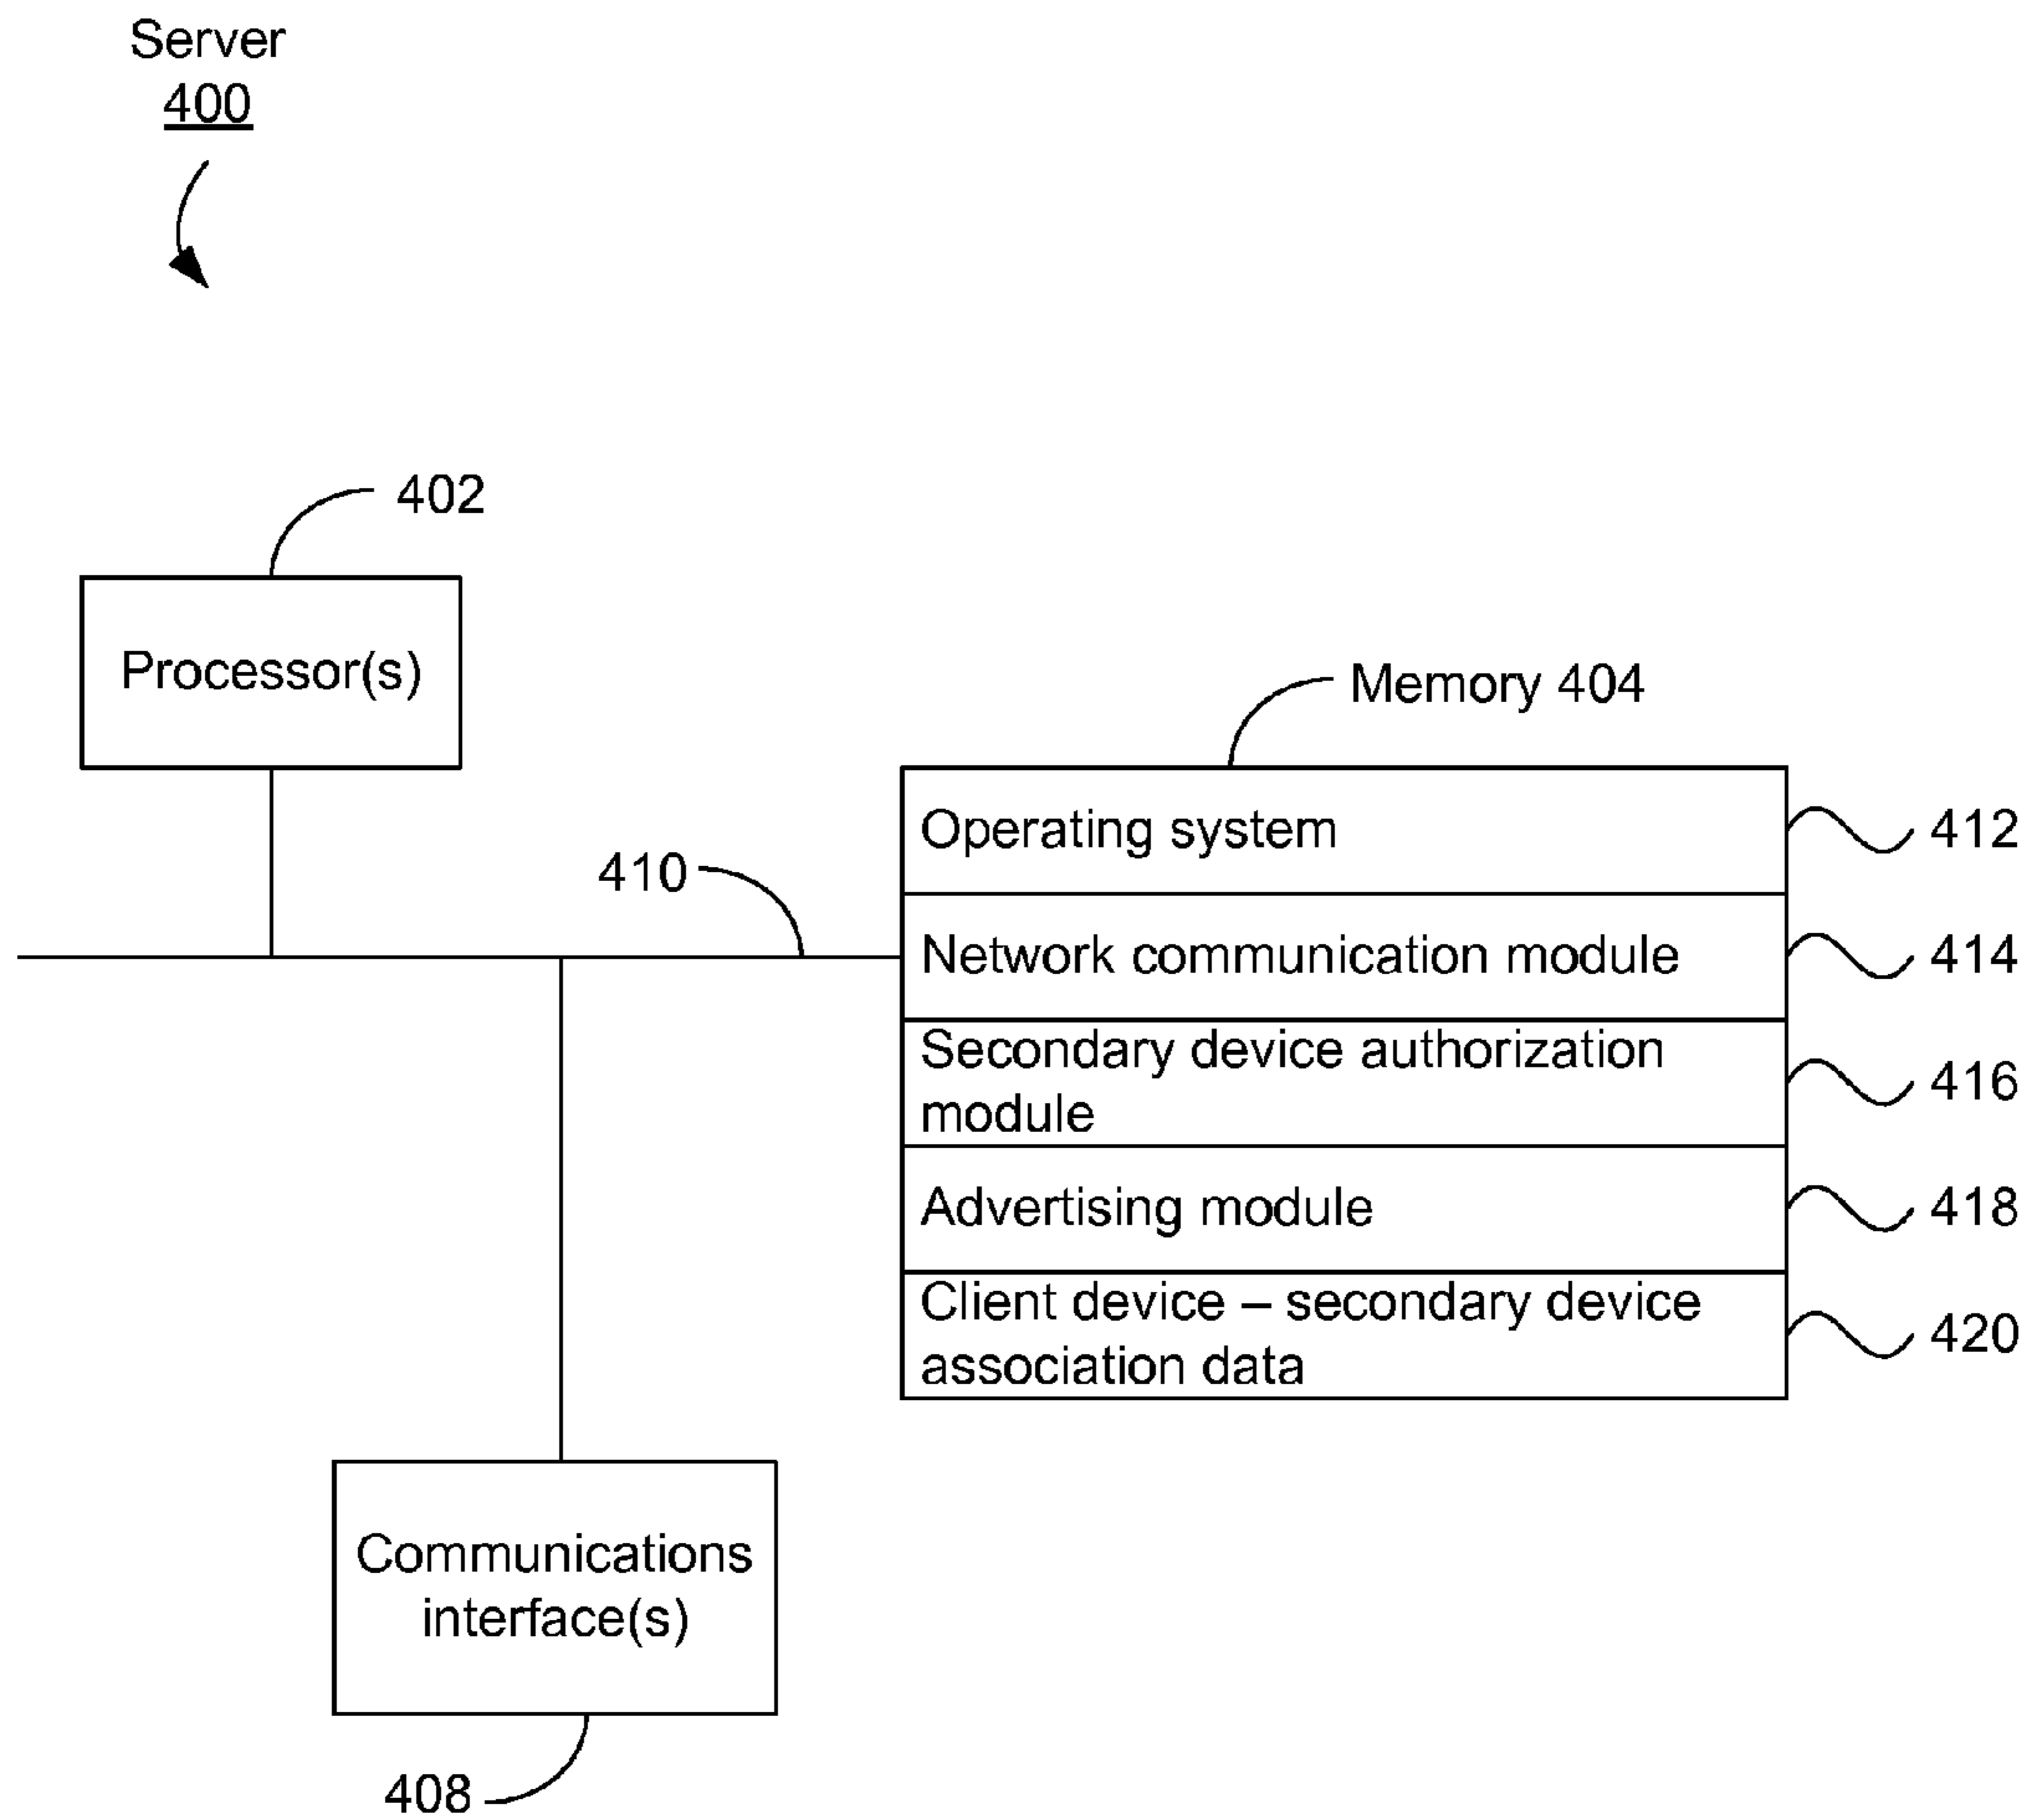 Server
400
402
Processor(s)
Memory 404
Operating system
412
410
Network communication module
414
Secondary device authorization
module
416
Advertising module
418
Client device – secondary device
association data
420
Communications
interface(s)
408